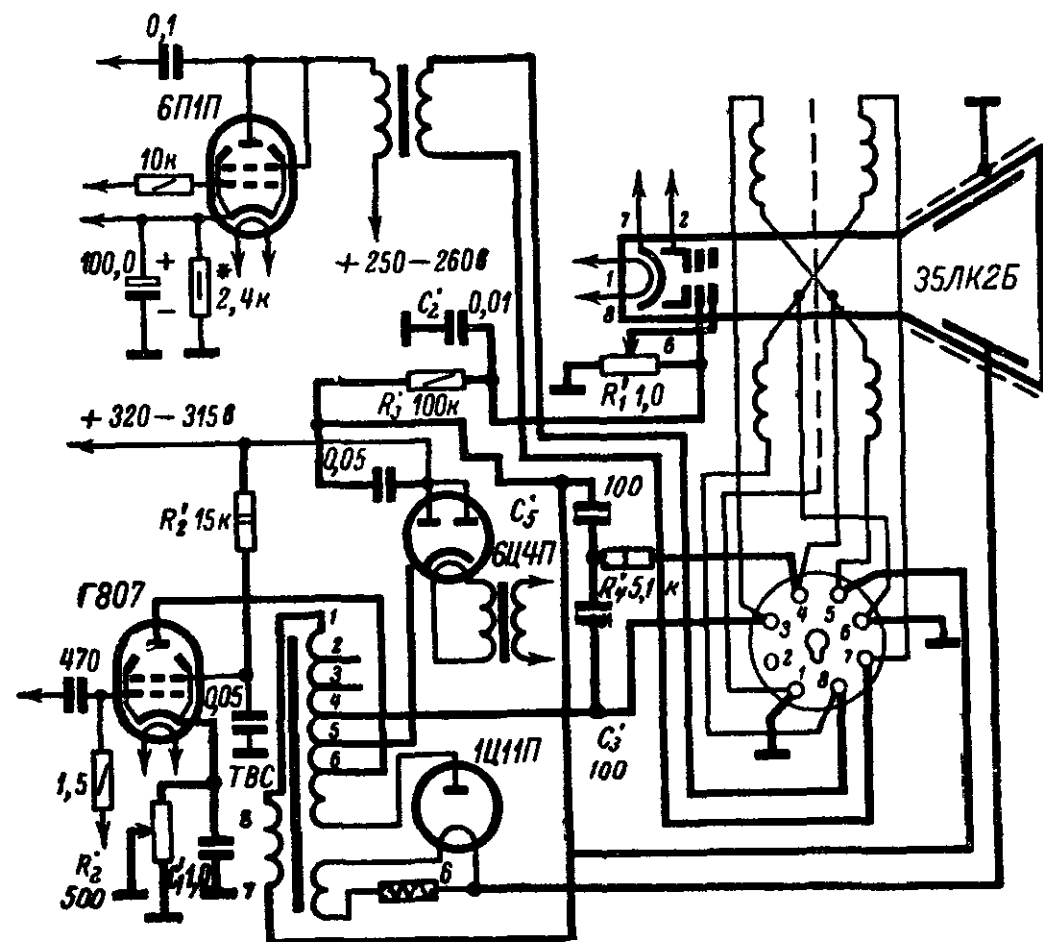 0,1
6П1П
10к
100,0
+
−
*
2,4к
+250−260в
C₂' 0,01
R₃' 100к
+320−315в
0,05
R₂' 15к
Г807
470
0,05
1,5
R₂'
500
ТВС
8
7
1
2
3
4
5
6
6Ц4П
1Ц11П
6
C₅'
100
R₄' 5,1 к
C₃'
100
7
2
1
8
6
R₁' 1,0
35ЛК2Б
4
5
3
6
2
7
1
8